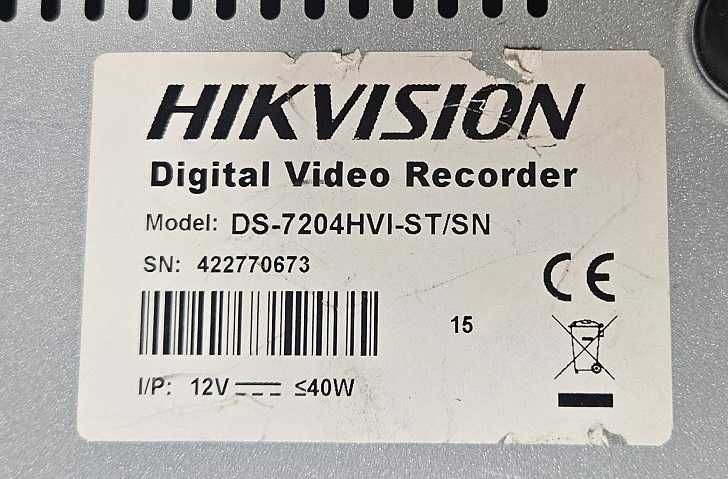 HIKVISION
Digital Video Recorder
Model: DS-7204HVI-ST/SN
SN: 422770673
15
I/P: 12V ⎓ ≤40W
CE